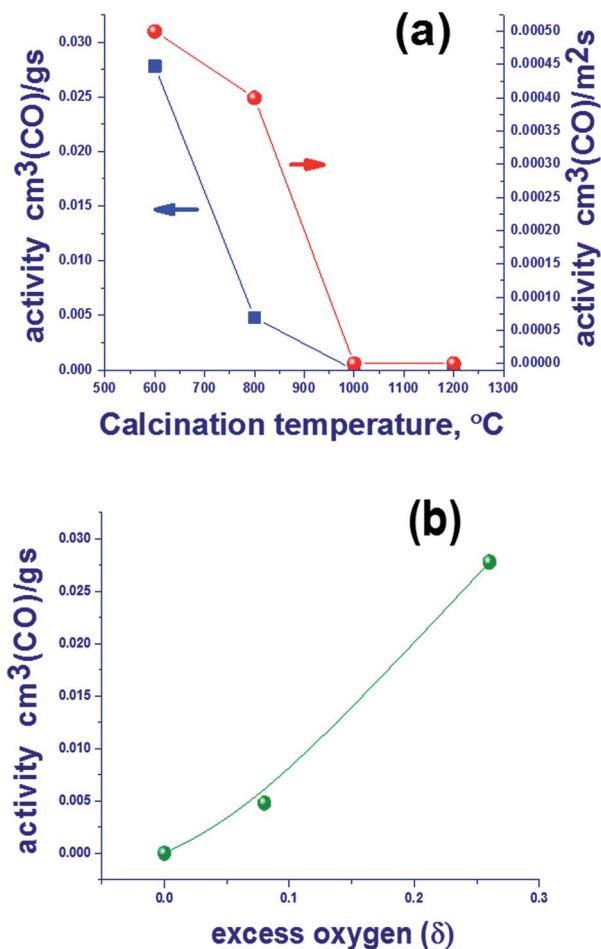 (a)
activity cm³(CO)/gs
0.030
0.025
0.020
0.015
0.010
0.005
0.000
0.00050
0.00045
0.00040
0.00035
0.00030
0.00025
0.00020
0.00015
0.00010
0.00005
0.00000
activity cm³(CO)/m2s
500 600 700 800 900 1000 1100 1200 1300
Calcination temperature, °C
(b)
activity cm³(CO)/gs
0.030
0.025
0.020
0.015
0.010
0.005
0.000
0.0 0.1 0.2 0.3
excess oxygen (δ)